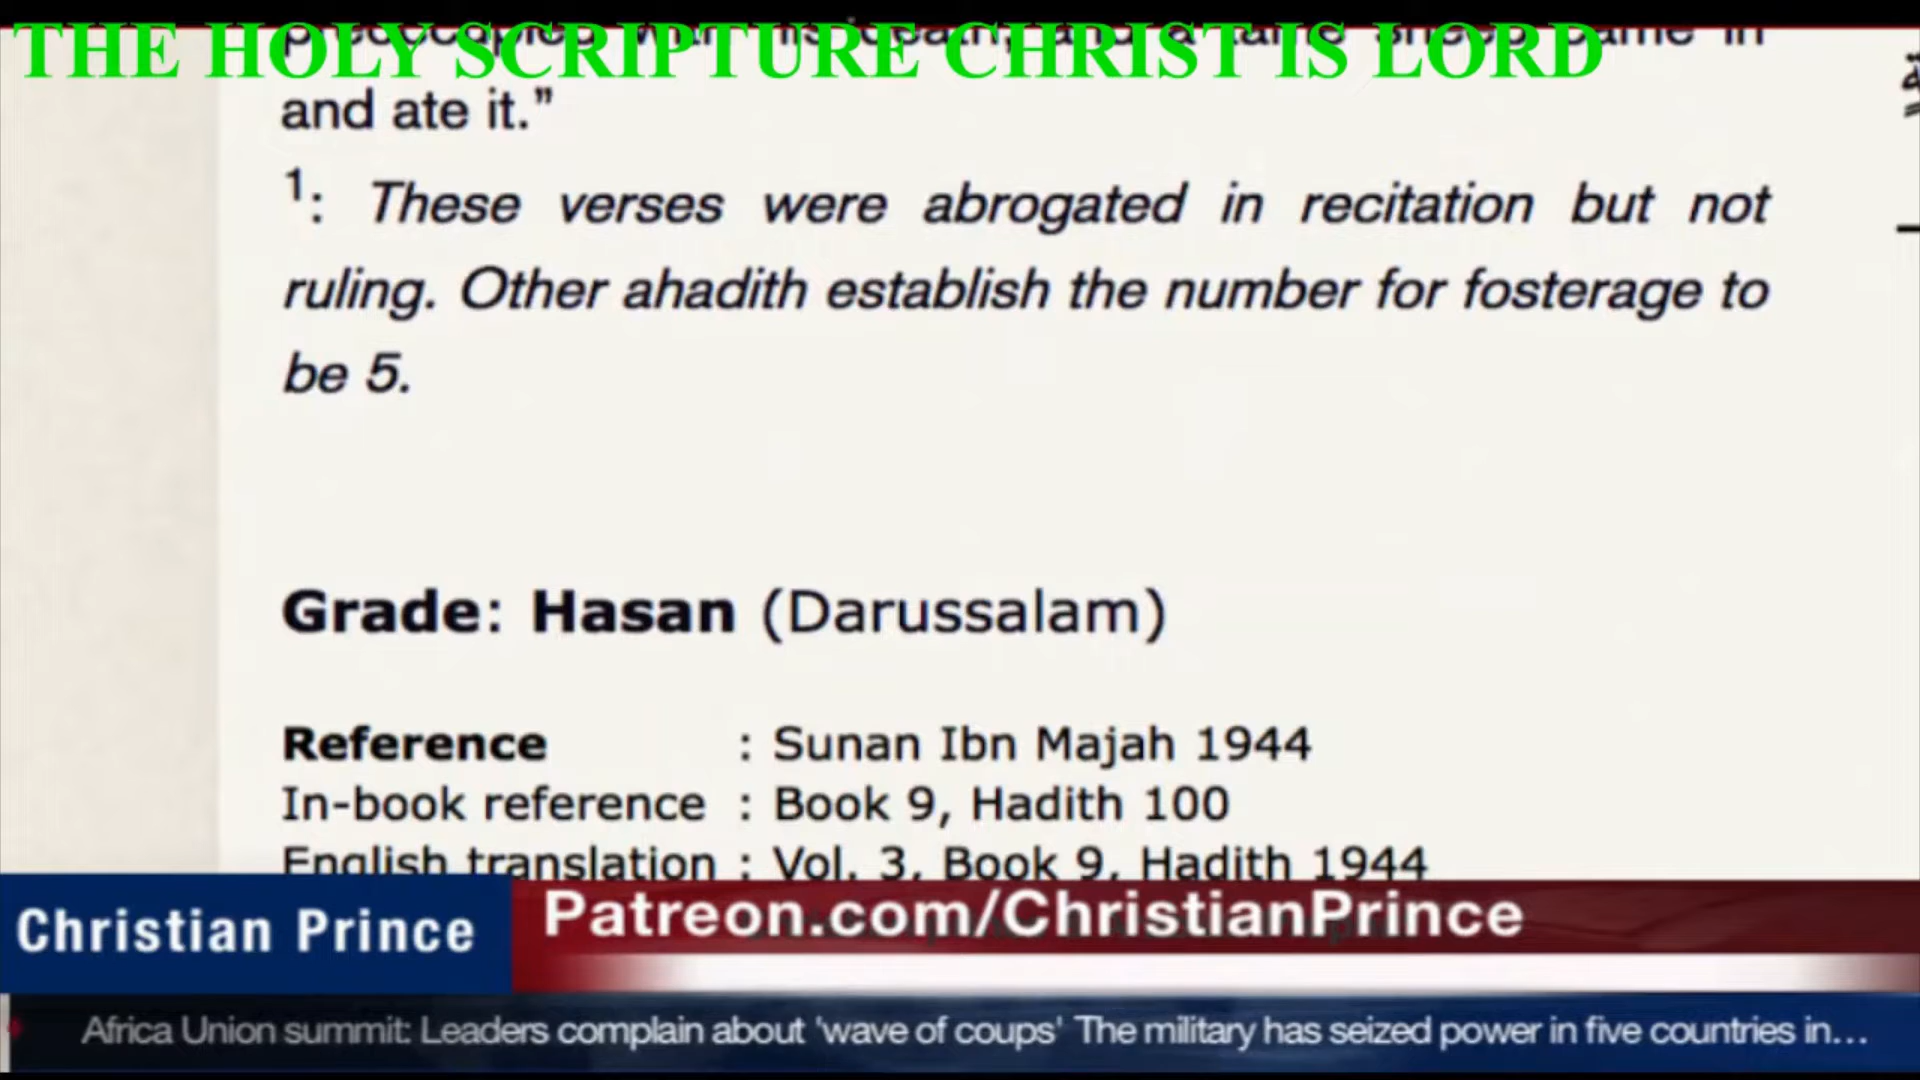 THE HOLY SCRIPTURE CHRIST IS LORD
and ate it.”
1: These verses were abrogated in recitation but not
ruling. Other ahadith establish the number for fosterage to
be 5.
Grade: Hasan (Darussalam)
Reference : Sunan Ibn Majah 1944
In-book reference : Book 9, Hadith 100
English translation : Vol. 3, Book 9, Hadith 1944
Christian Prince
Patreon.com/ChristianPrince
Africa Union summit: Leaders complain about 'wave of coups' The military has seized power in five countries in...